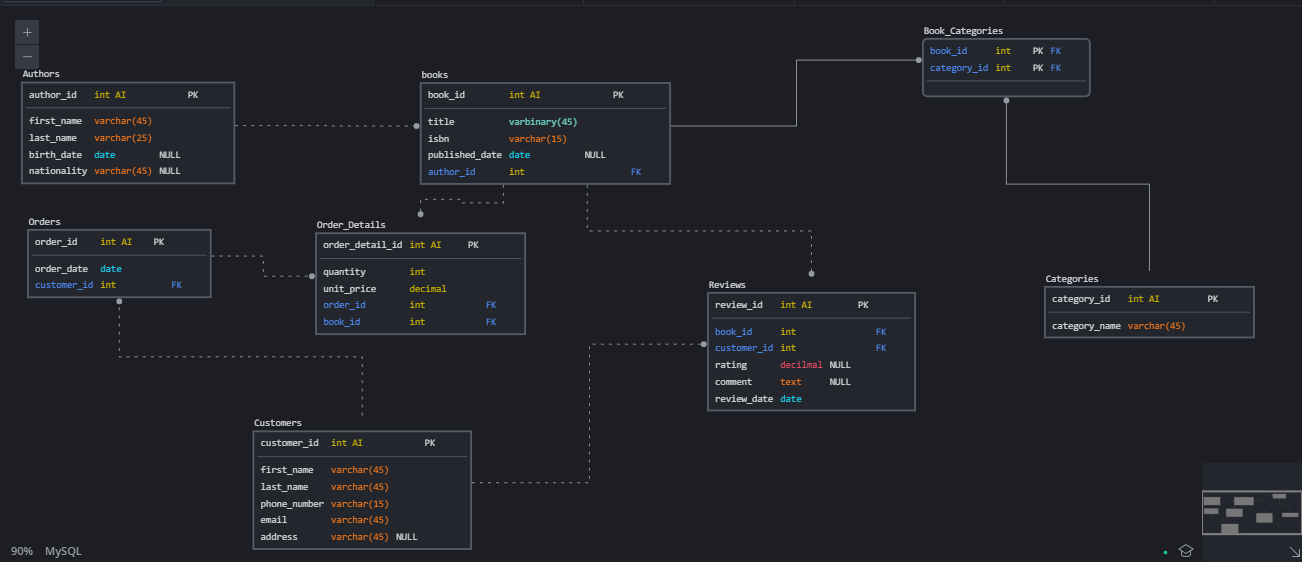 +
−
Authors
author_id int AI PK
first_name varchar(45)
last_name varchar(25)
birth_date date NULL
nationality varchar(45) NULL
books
book_id int AI PK
title varbinary(45)
isbn varchar(15)
published_date date NULL
author_id int FK
Book_Categories
book_id int PK FK
category_id int PK FK
Orders
order_id int AI PK
order_date date
customer_id int FK
Order_Details
order_detail_id int AI PK
quantity int
unit_price decimal
order_id int FK
book_id int FK
Reviews
review_id int AI PK
book_id int FK
customer_id int FK
rating decilmal NULL
comment text NULL
review_date date
Categories
category_id int AI PK
category_name varchar(45)
Customers
customer_id int AI PK
first_name varchar(45)
last_name varchar(45)
phone_number varchar(15)
email varchar(45)
address varchar(45) NULL
90% MySQL